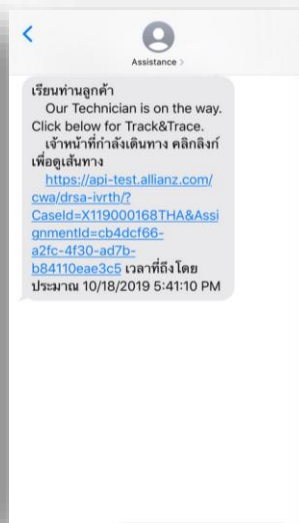 Assistance >
เรียนท่านลูกค้า
Our Technician is on the way.
Click below for Track&Trace.
เจ้าหน้าที่กำลังเดินทาง คลิกลิงก์
เพื่อดูเส้นทาง
https://api-test.allianz.com/
cwa/drsa-ivrth/?
CaseId=X119000168THA&Assi
gnmentId=cb4dcf66-
a2fc-4f30-ad7b-
b84110eae3c5 เวลาที่ถึงโดย
ประมาณ 10/18/2019 5:41:10 PM